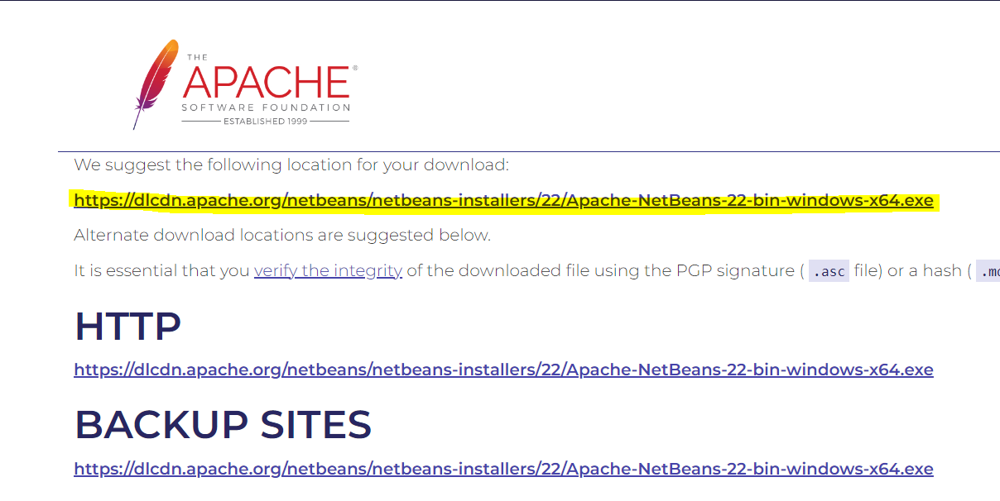 THE
APACHE®
SOFTWARE FOUNDATION
ESTABLISHED 1999
We suggest the following location for your download:
https://dlcdn.apache.org/netbeans/netbeans-installers/22/Apache-NetBeans-22-bin-windows-x64.exe
Alternate download locations are suggested below.
It is essential that you verify the integrity of the downloaded file using the PGP signature ( .asc file) or a hash ( 
HTTP
https://dlcdn.apache.org/netbeans/netbeans-installers/22/Apache-NetBeans-22-bin-windows-x64.exe
BACKUP SITES
https://dlcdn.apache.org/netbeans/netbeans-installers/22/Apache-NetBeans-22-bin-windows-x64.exe